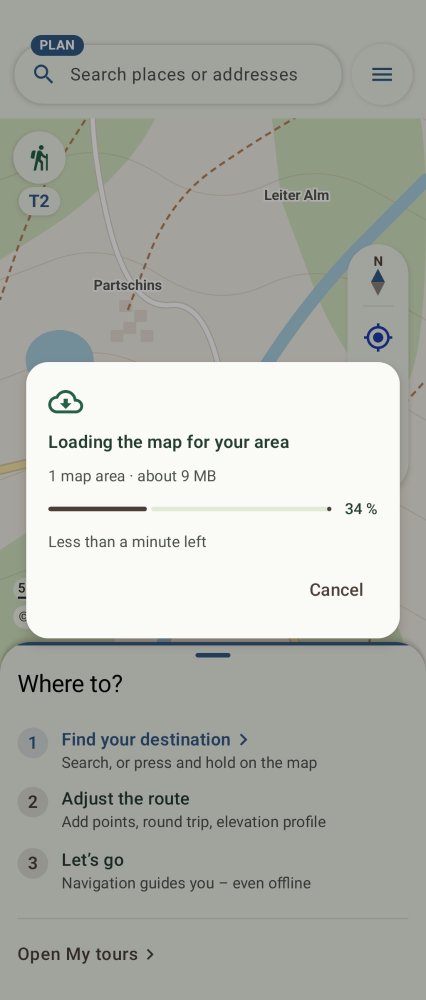 PLAN
Search places or addresses
T2
Leiter Alm
N
Partschins
Loading the map for your area
1 map area · about 9 MB
34 %
Less than a minute left
Cancel
5
©
Where to?
1
Find your destination
Search, or press and hold on the map
2
Adjust the route
Add points, round trip, elevation profile
3
Let’s go
Navigation guides you – even offline
Open My tours